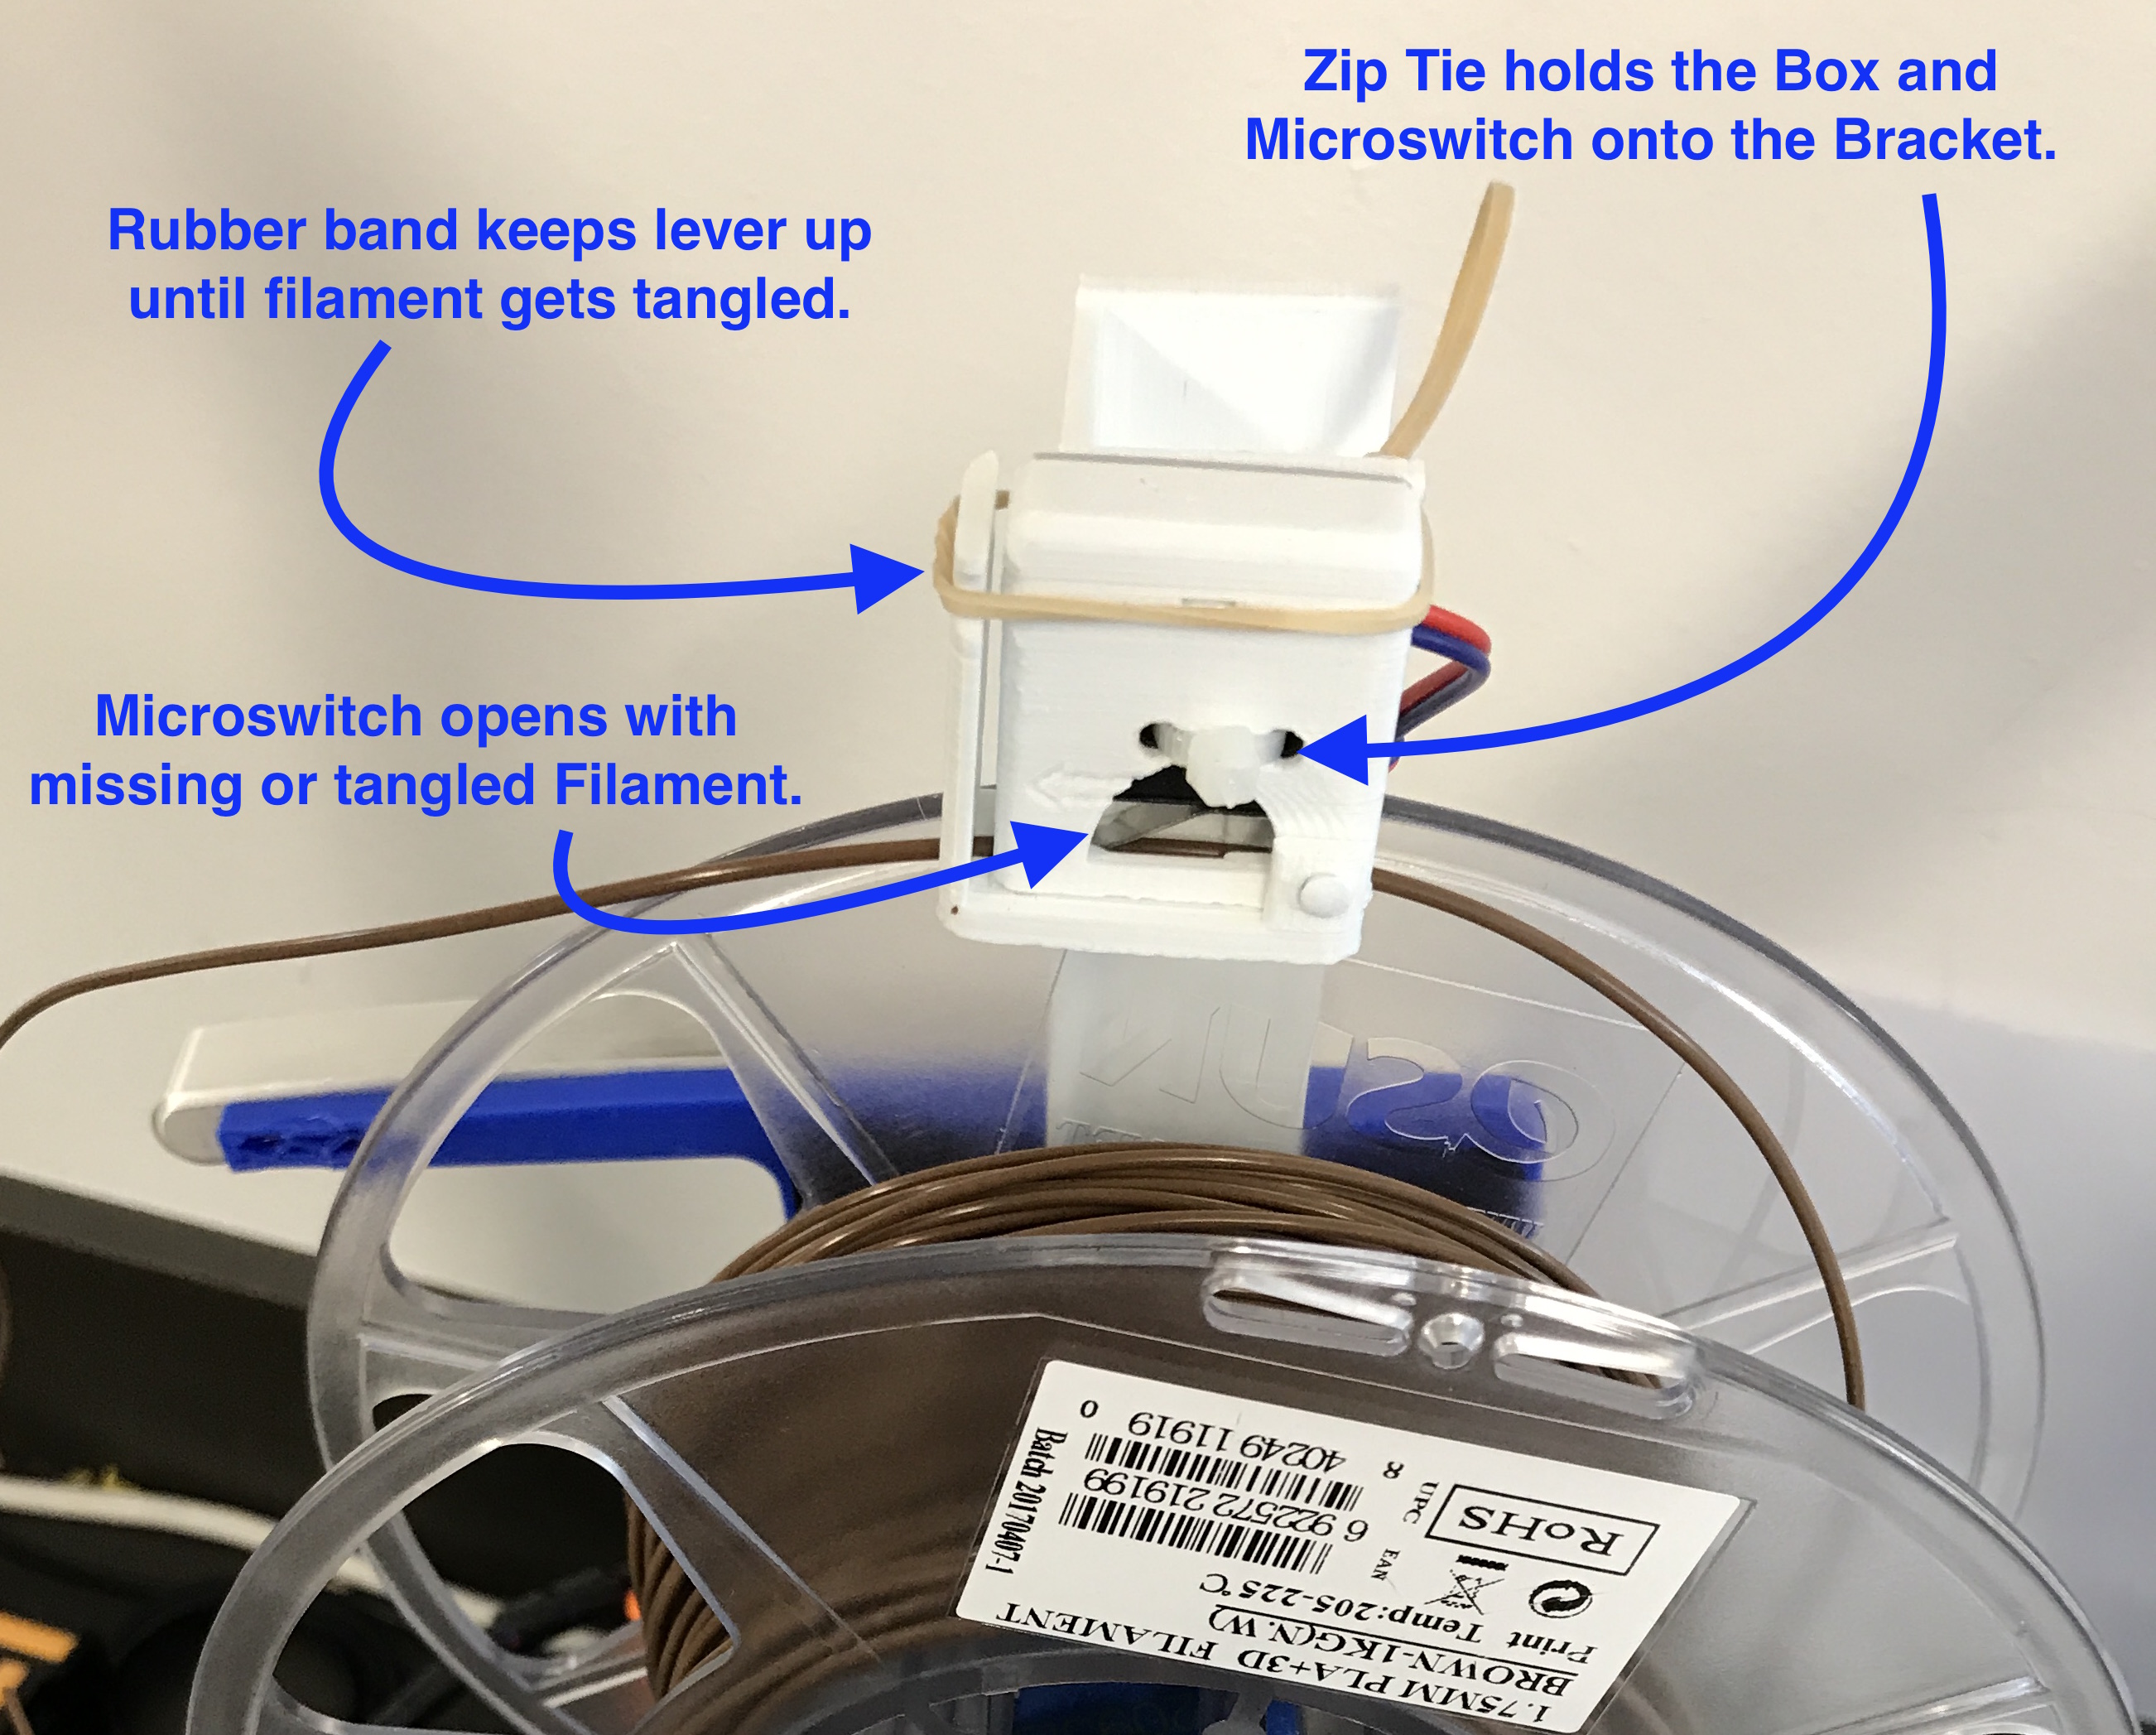 Zip Tie holds the Box and
Microswitch onto the Bracket.
Rubber band keeps lever up
until filament gets tangled.
Microswitch opens with
missing or tangled Filament.
1.75MM PLA+3D FILAMENT
BROWN-1KG(N.W)
Print Temp:205-225℃
RoHS
EAN
6 922572 219199
UPC
8 40249 11919 0
Batch 20170407-1